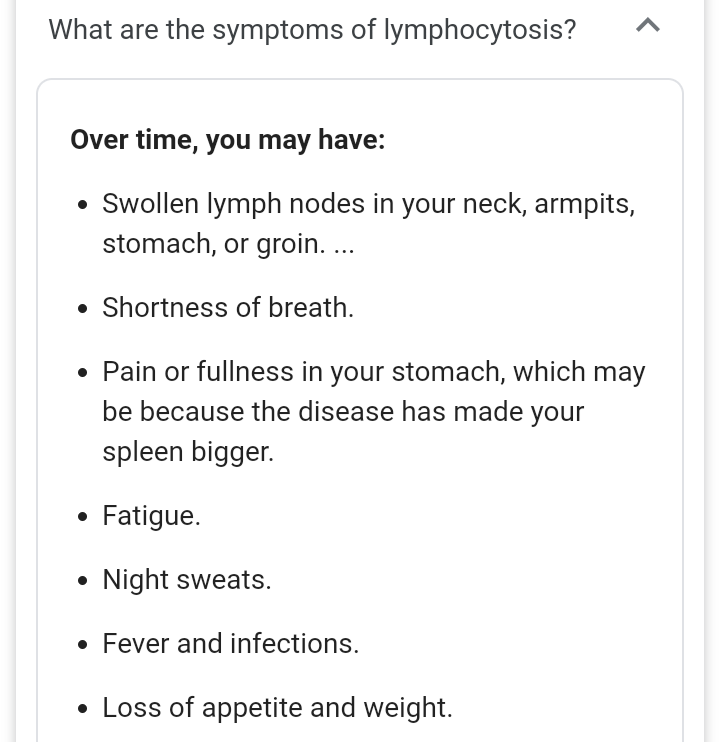 What are the symptoms of lymphocytosis?
Over time, you may have:
• Swollen lymph nodes in your neck, armpits,
stomach, or groin. ...
• Shortness of breath.
• Pain or fullness in your stomach, which may
be because the disease has made your
spleen bigger.
• Fatigue.
• Night sweats.
• Fever and infections.
• Loss of appetite and weight.